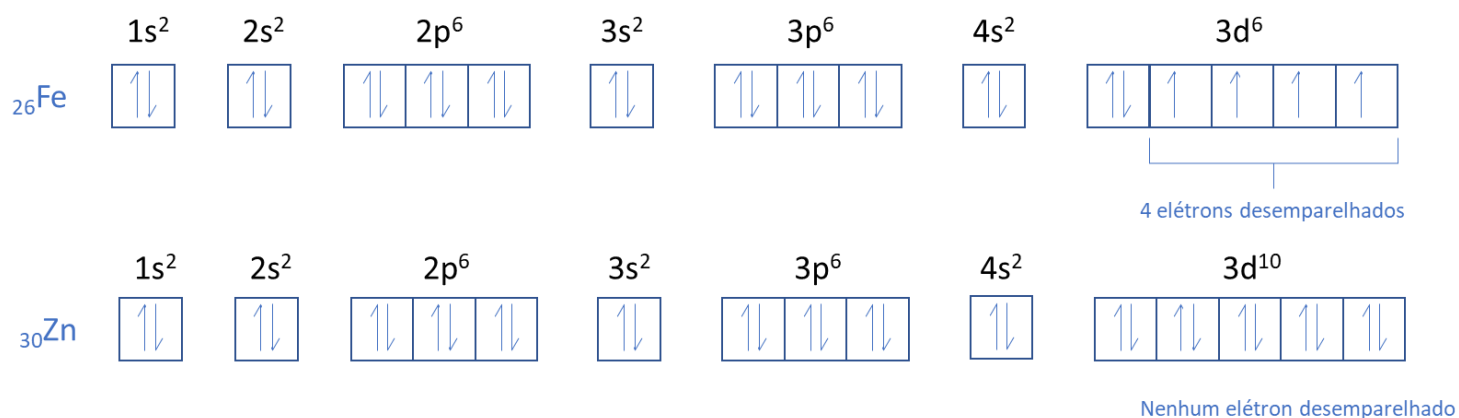 1s² 2s² 2p⁶ 3s² 3p⁶ 4s² 3d⁶
₂₆Fe
4 elétrons desemparelhados
1s² 2s² 2p⁶ 3s² 3p⁶ 4s² 3d¹⁰
₃₀Zn
Nenhum elétron desemparelhado